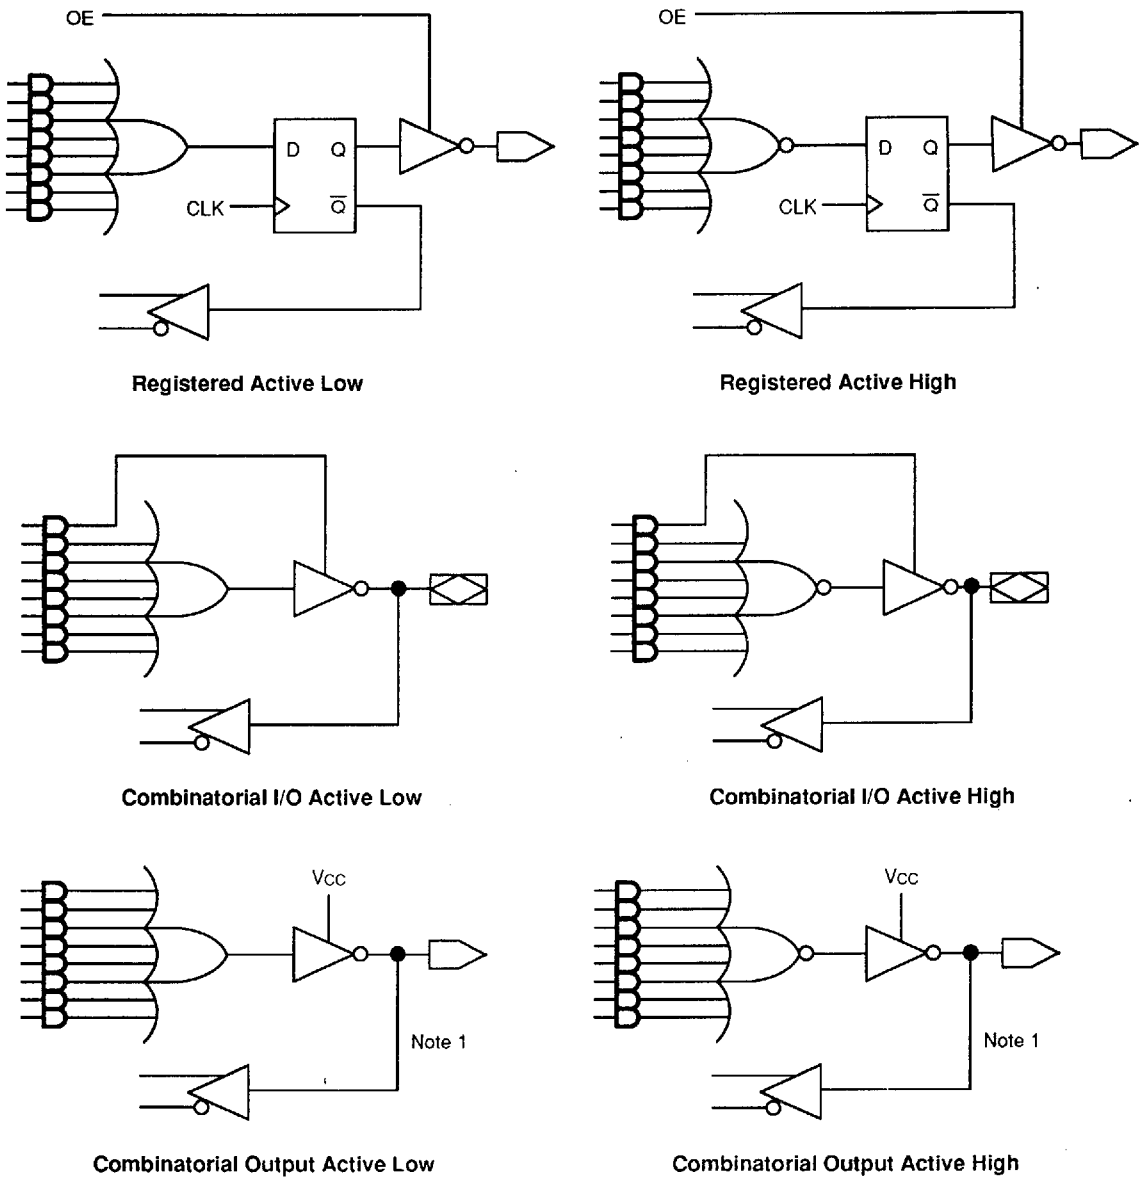 OE
D Q
CLK Q̅
Registered Active Low
OE
D Q
CLK Q̅
Registered Active High
Combinatorial I/O Active Low
Combinatorial I/O Active High
VCC
Note 1
Combinatorial Output Active Low
VCC
Note 1
Combinatorial Output Active High